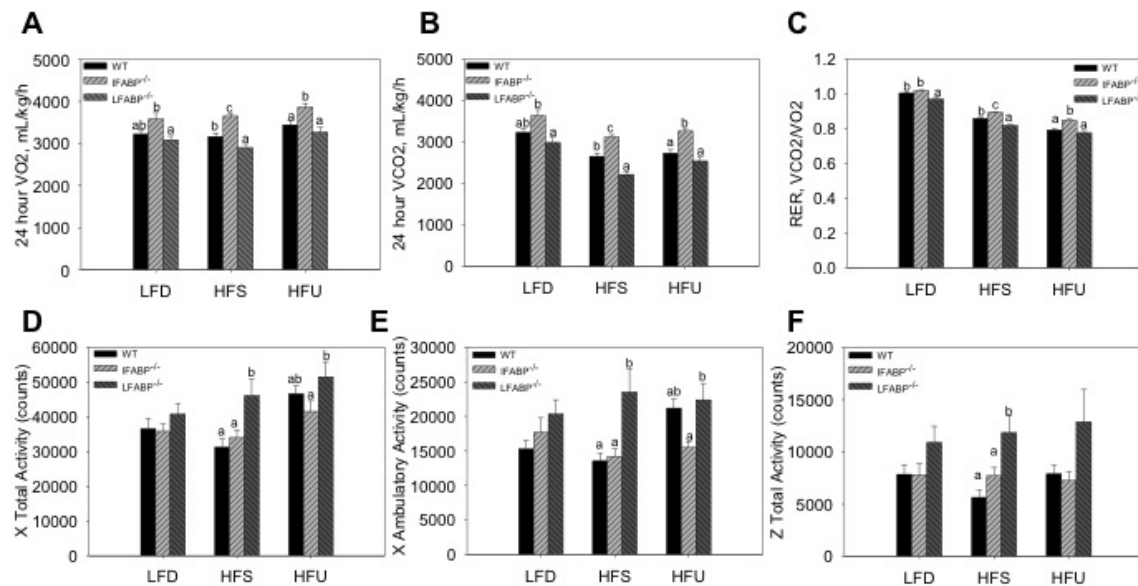 A
24 hour VO2, mL/kg/h
5000
4000
3000
2000
1000
0
WT
IFABP-/-
LFABP-/-
ab b a
a c a
a b a
LFD HFS HFU
B
24 hour VCO2, mL/kg/h
5000
4000
3000
2000
1000
0
WT
IFABP-/-
LFABP-/-
ab b a
b c a
a b a
LFD HFS HFU
C
RER, VCO2/VO2
1.2
1.0
0.8
0.6
0.4
0.2
0.0
WT
IFABP-/-
LFABP-/-
b b a
b c a
a b a
LFD HFS HFU
D
X Total Activity (counts)
60000
50000
40000
30000
20000
10000
0
WT
IFABP-/-
LFABP-/-
a a b
ab a b
LFD HFS HFU
E
X Ambulatory Activity (counts)
30000
25000
20000
15000
10000
5000
0
WT
IFABP-/-
LFABP-/-
a a b
ab a b
LFD HFS HFU
F
Z Total Activity (counts)
20000
15000
10000
5000
0
WT
IFABP-/-
LFABP-/-
a a b
LFD HFS HFU